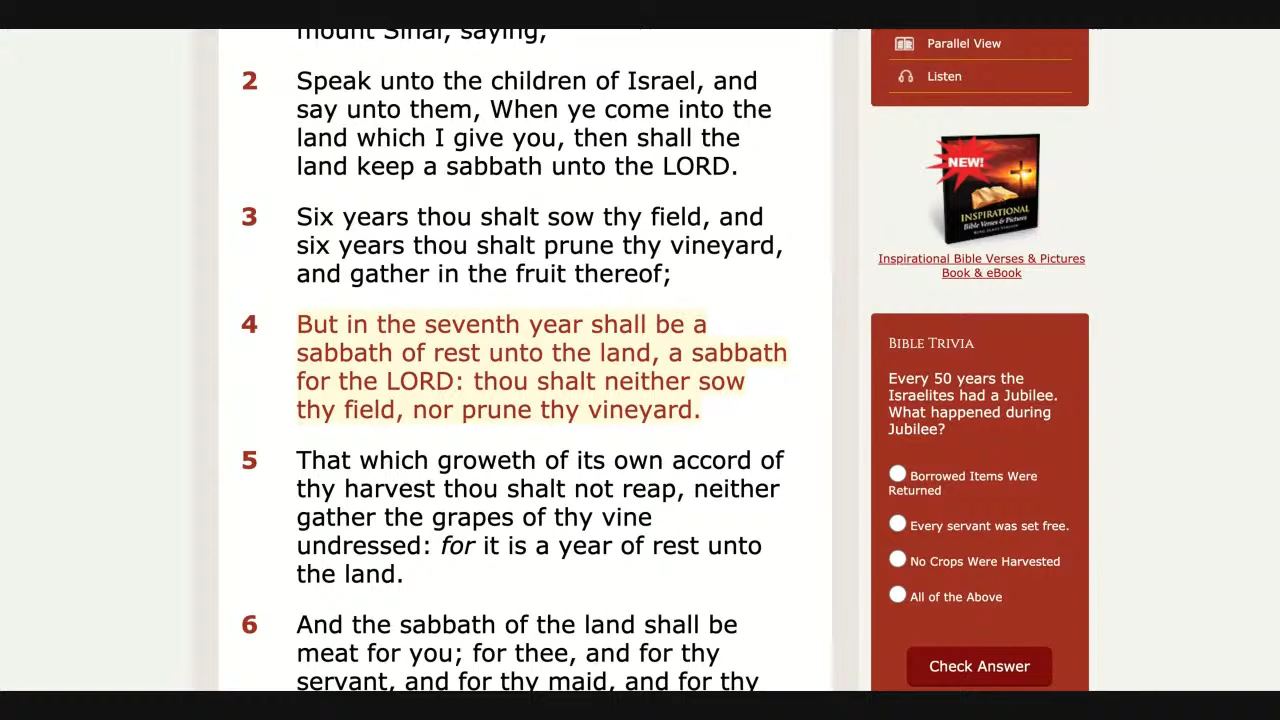 mount Sinai, saying,
2 Speak unto the children of Israel, and
say unto them, When ye come into the
land which I give you, then shall the
land keep a sabbath unto the LORD.
3 Six years thou shalt sow thy field, and
six years thou shalt prune thy vineyard,
and gather in the fruit thereof;
4 But in the seventh year shall be a
sabbath of rest unto the land, a sabbath
for the LORD: thou shalt neither sow
thy field, nor prune thy vineyard.
5 That which groweth of its own accord of
thy harvest thou shalt not reap, neither
gather the grapes of thy vine
undressed: for it is a year of rest unto
the land.
6 And the sabbath of the land shall be
meat for you; for thee, and for thy
servant, and for thy maid, and for thy
Parallel View
Listen
NEW!
INSPIRATIONAL
Bible Verses & Pictures
KING JAMES VERSION
Inspirational Bible Verses & Pictures
Book & eBook
BIBLE TRIVIA
Every 50 years the
Israelites had a Jubilee.
What happened during
Jubilee?
Borrowed Items Were
Returned
Every servant was set free.
No Crops Were Harvested
All of the Above
Check Answer